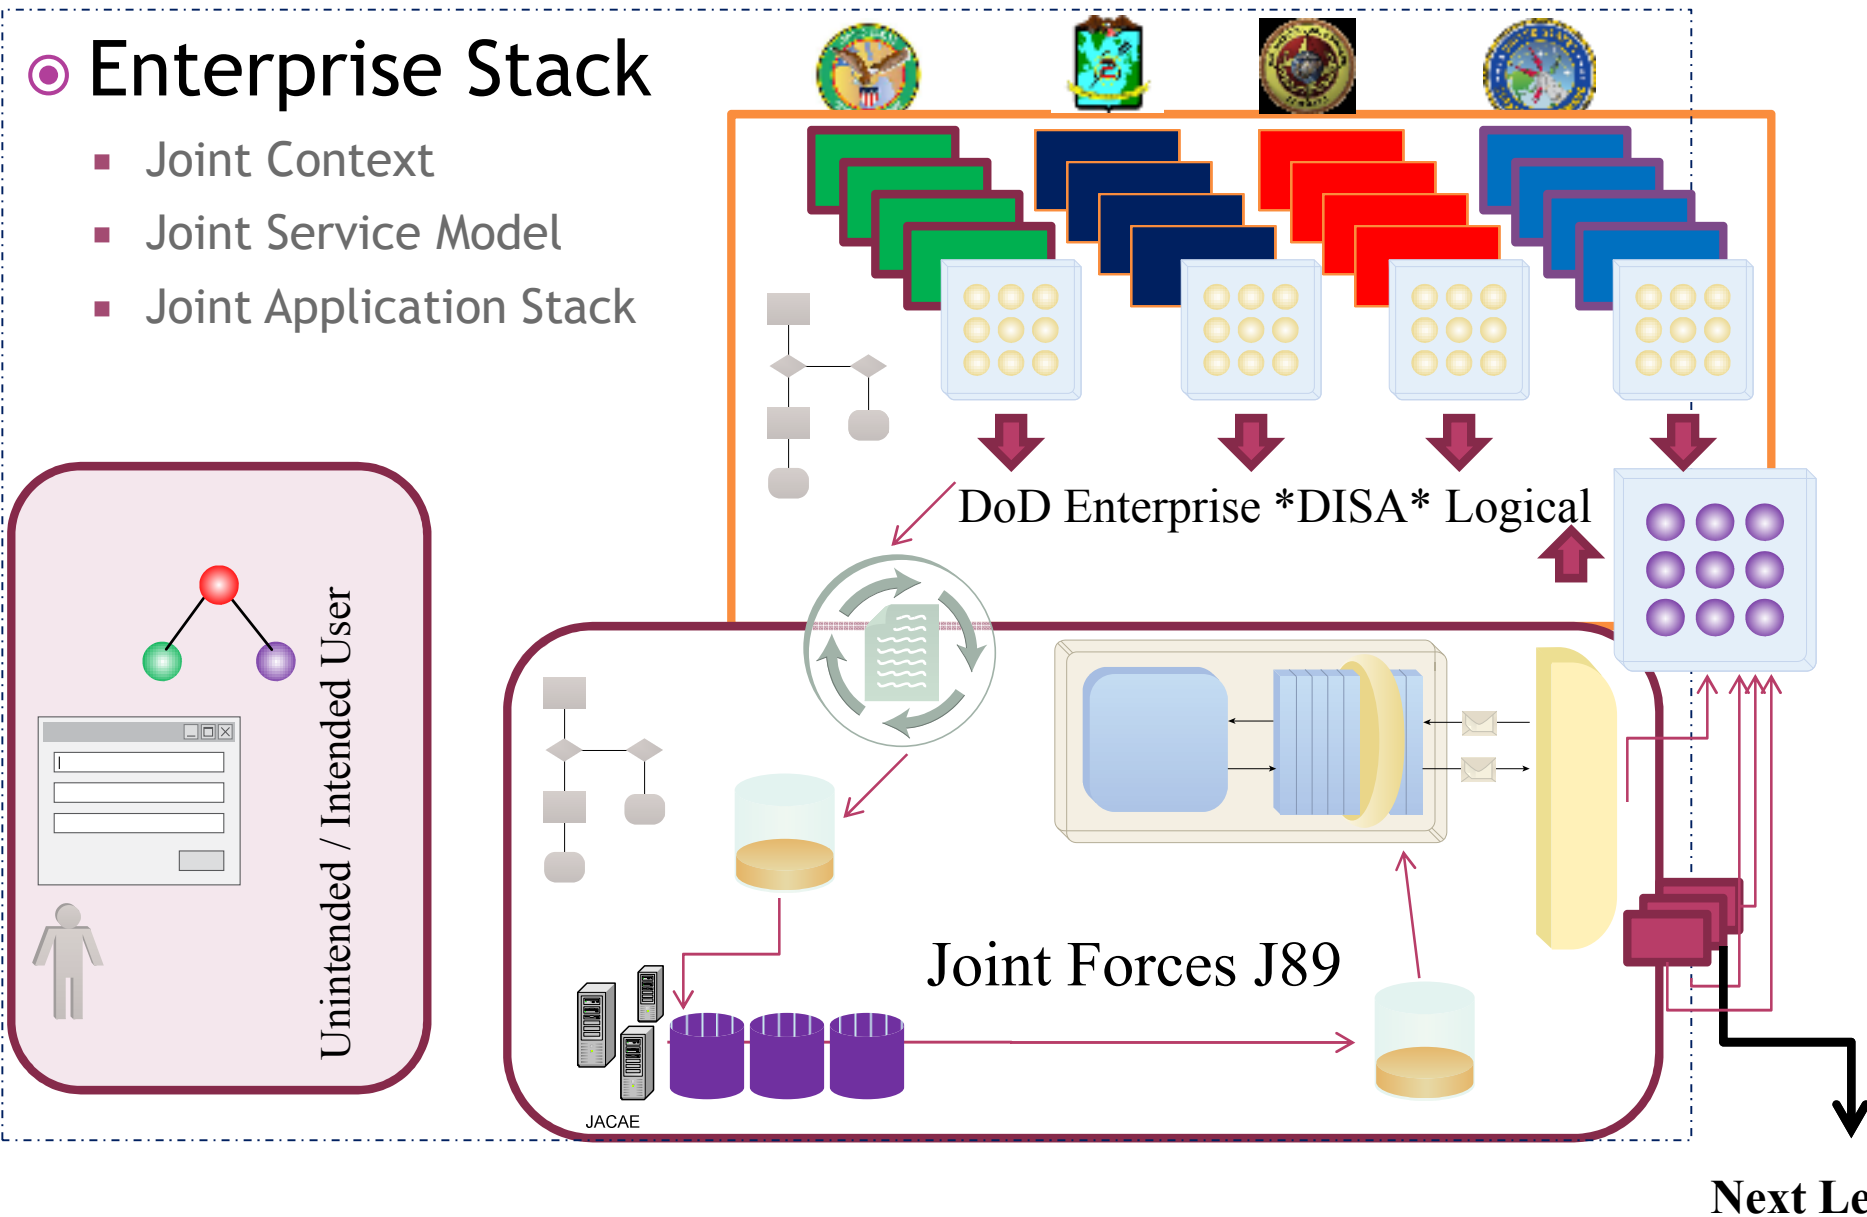 Enterprise Stack
Joint Context
Joint Service Model
Joint Application Stack
DoD Enterprise *DISA* Logical
Unintended / Intended User
Joint Forces J89
JACAE
Next Le